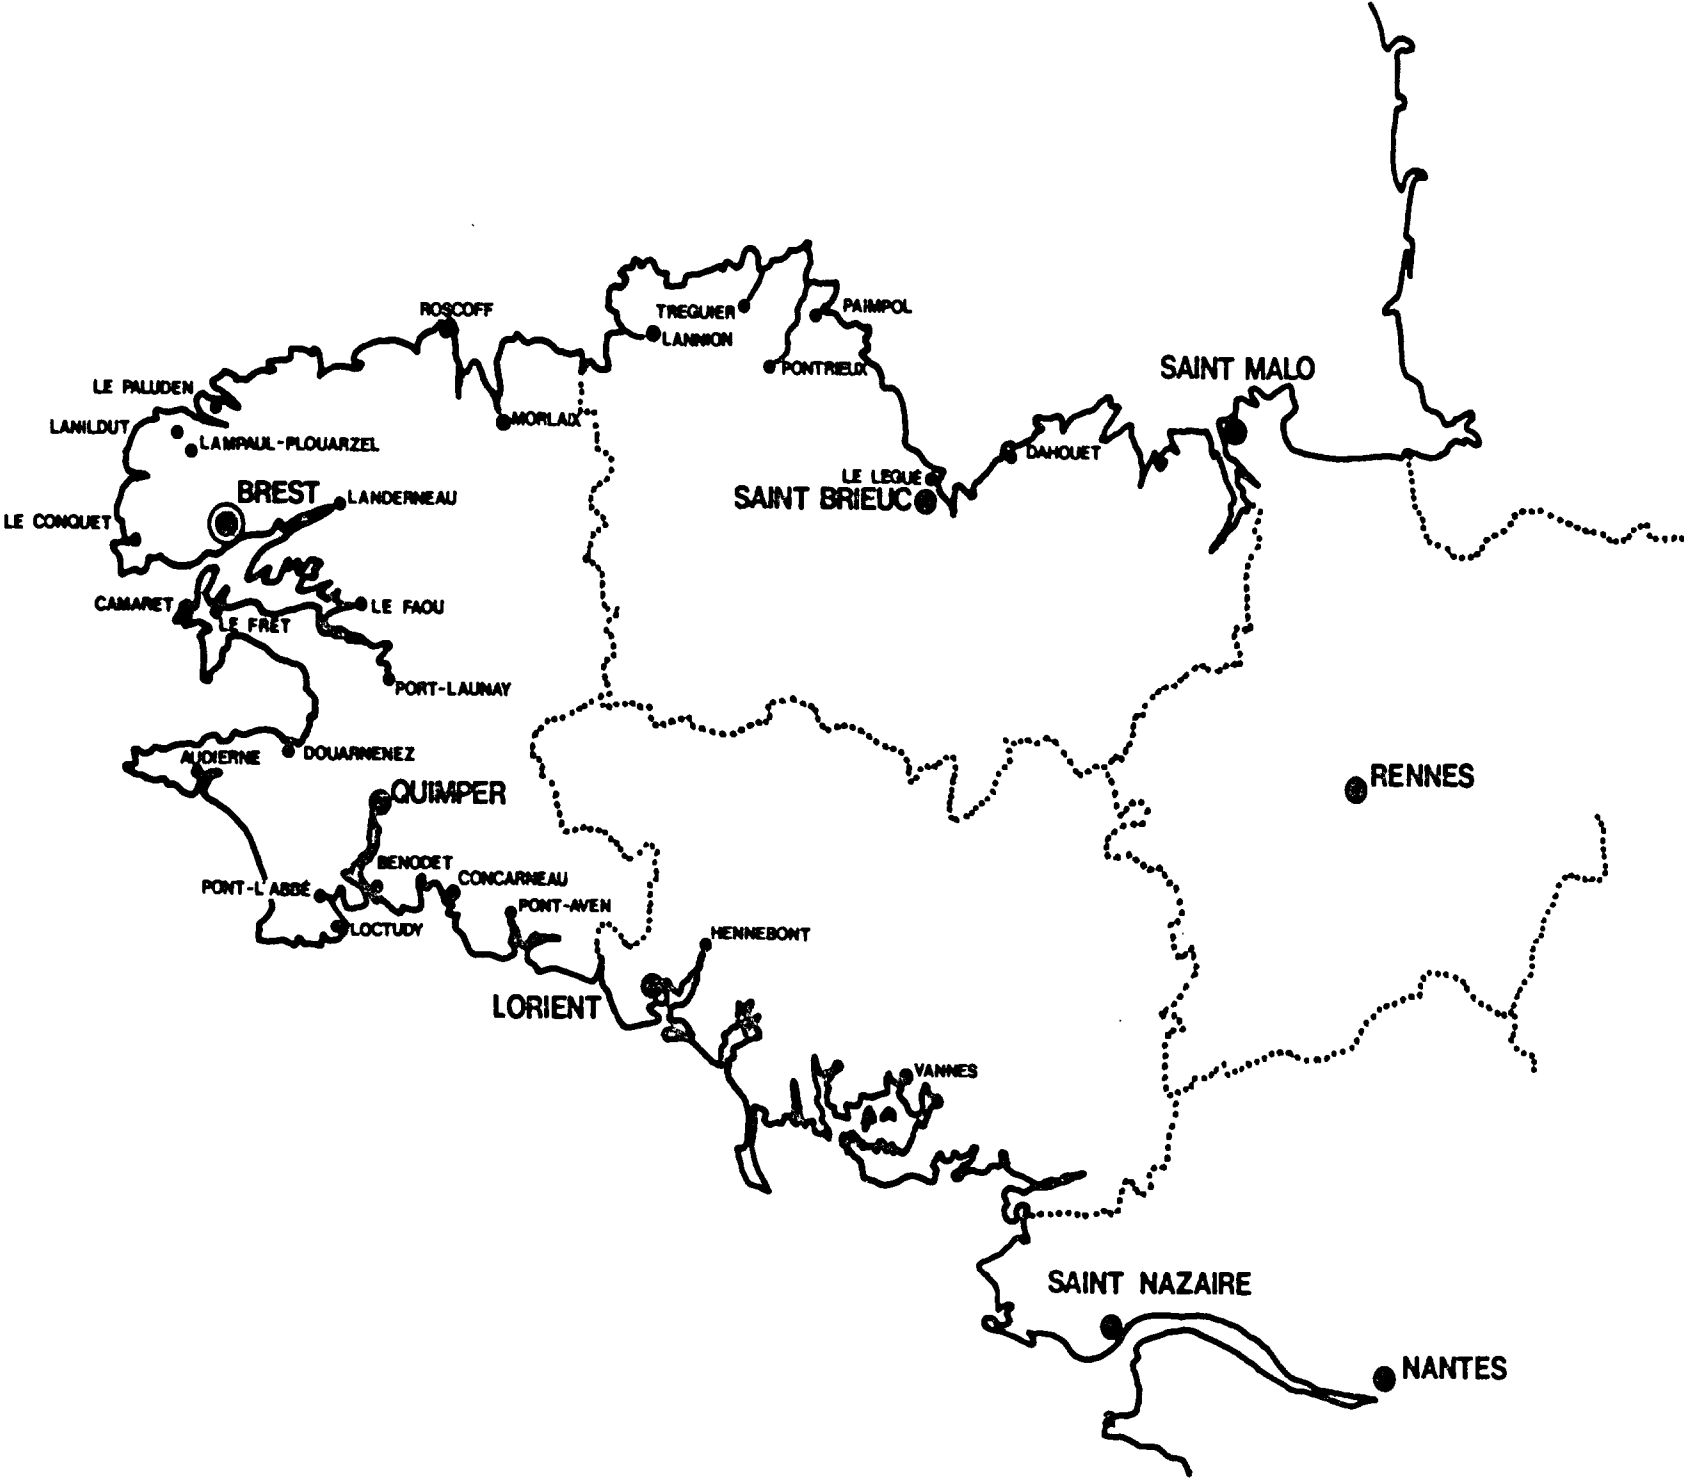 ROSCOFF
TREGUIER
PAIMPOL
LANNION
PONTRIEUX
SAINT MALO
LE PALUDEN
MORLAIX
LANILDUT
LAMPAUL-PLOUARZEL
DAHOUET
LE LEGUÉ
BREST
LANDERNEAU
SAINT BRIEUC
LE CONQUET
CAMARET
LE FAOU
LE FRET
PORT-LAUNAY
AUDIERNE
DOUARNENEZ
RENNES
QUIMPER
BENODET
CONCARNEAU
PONT-L'ABBÉ
PONT-AVEN
LOCTUDY
HENNEBONT
LORIENT
VANNES
SAINT NAZAIRE
NANTES